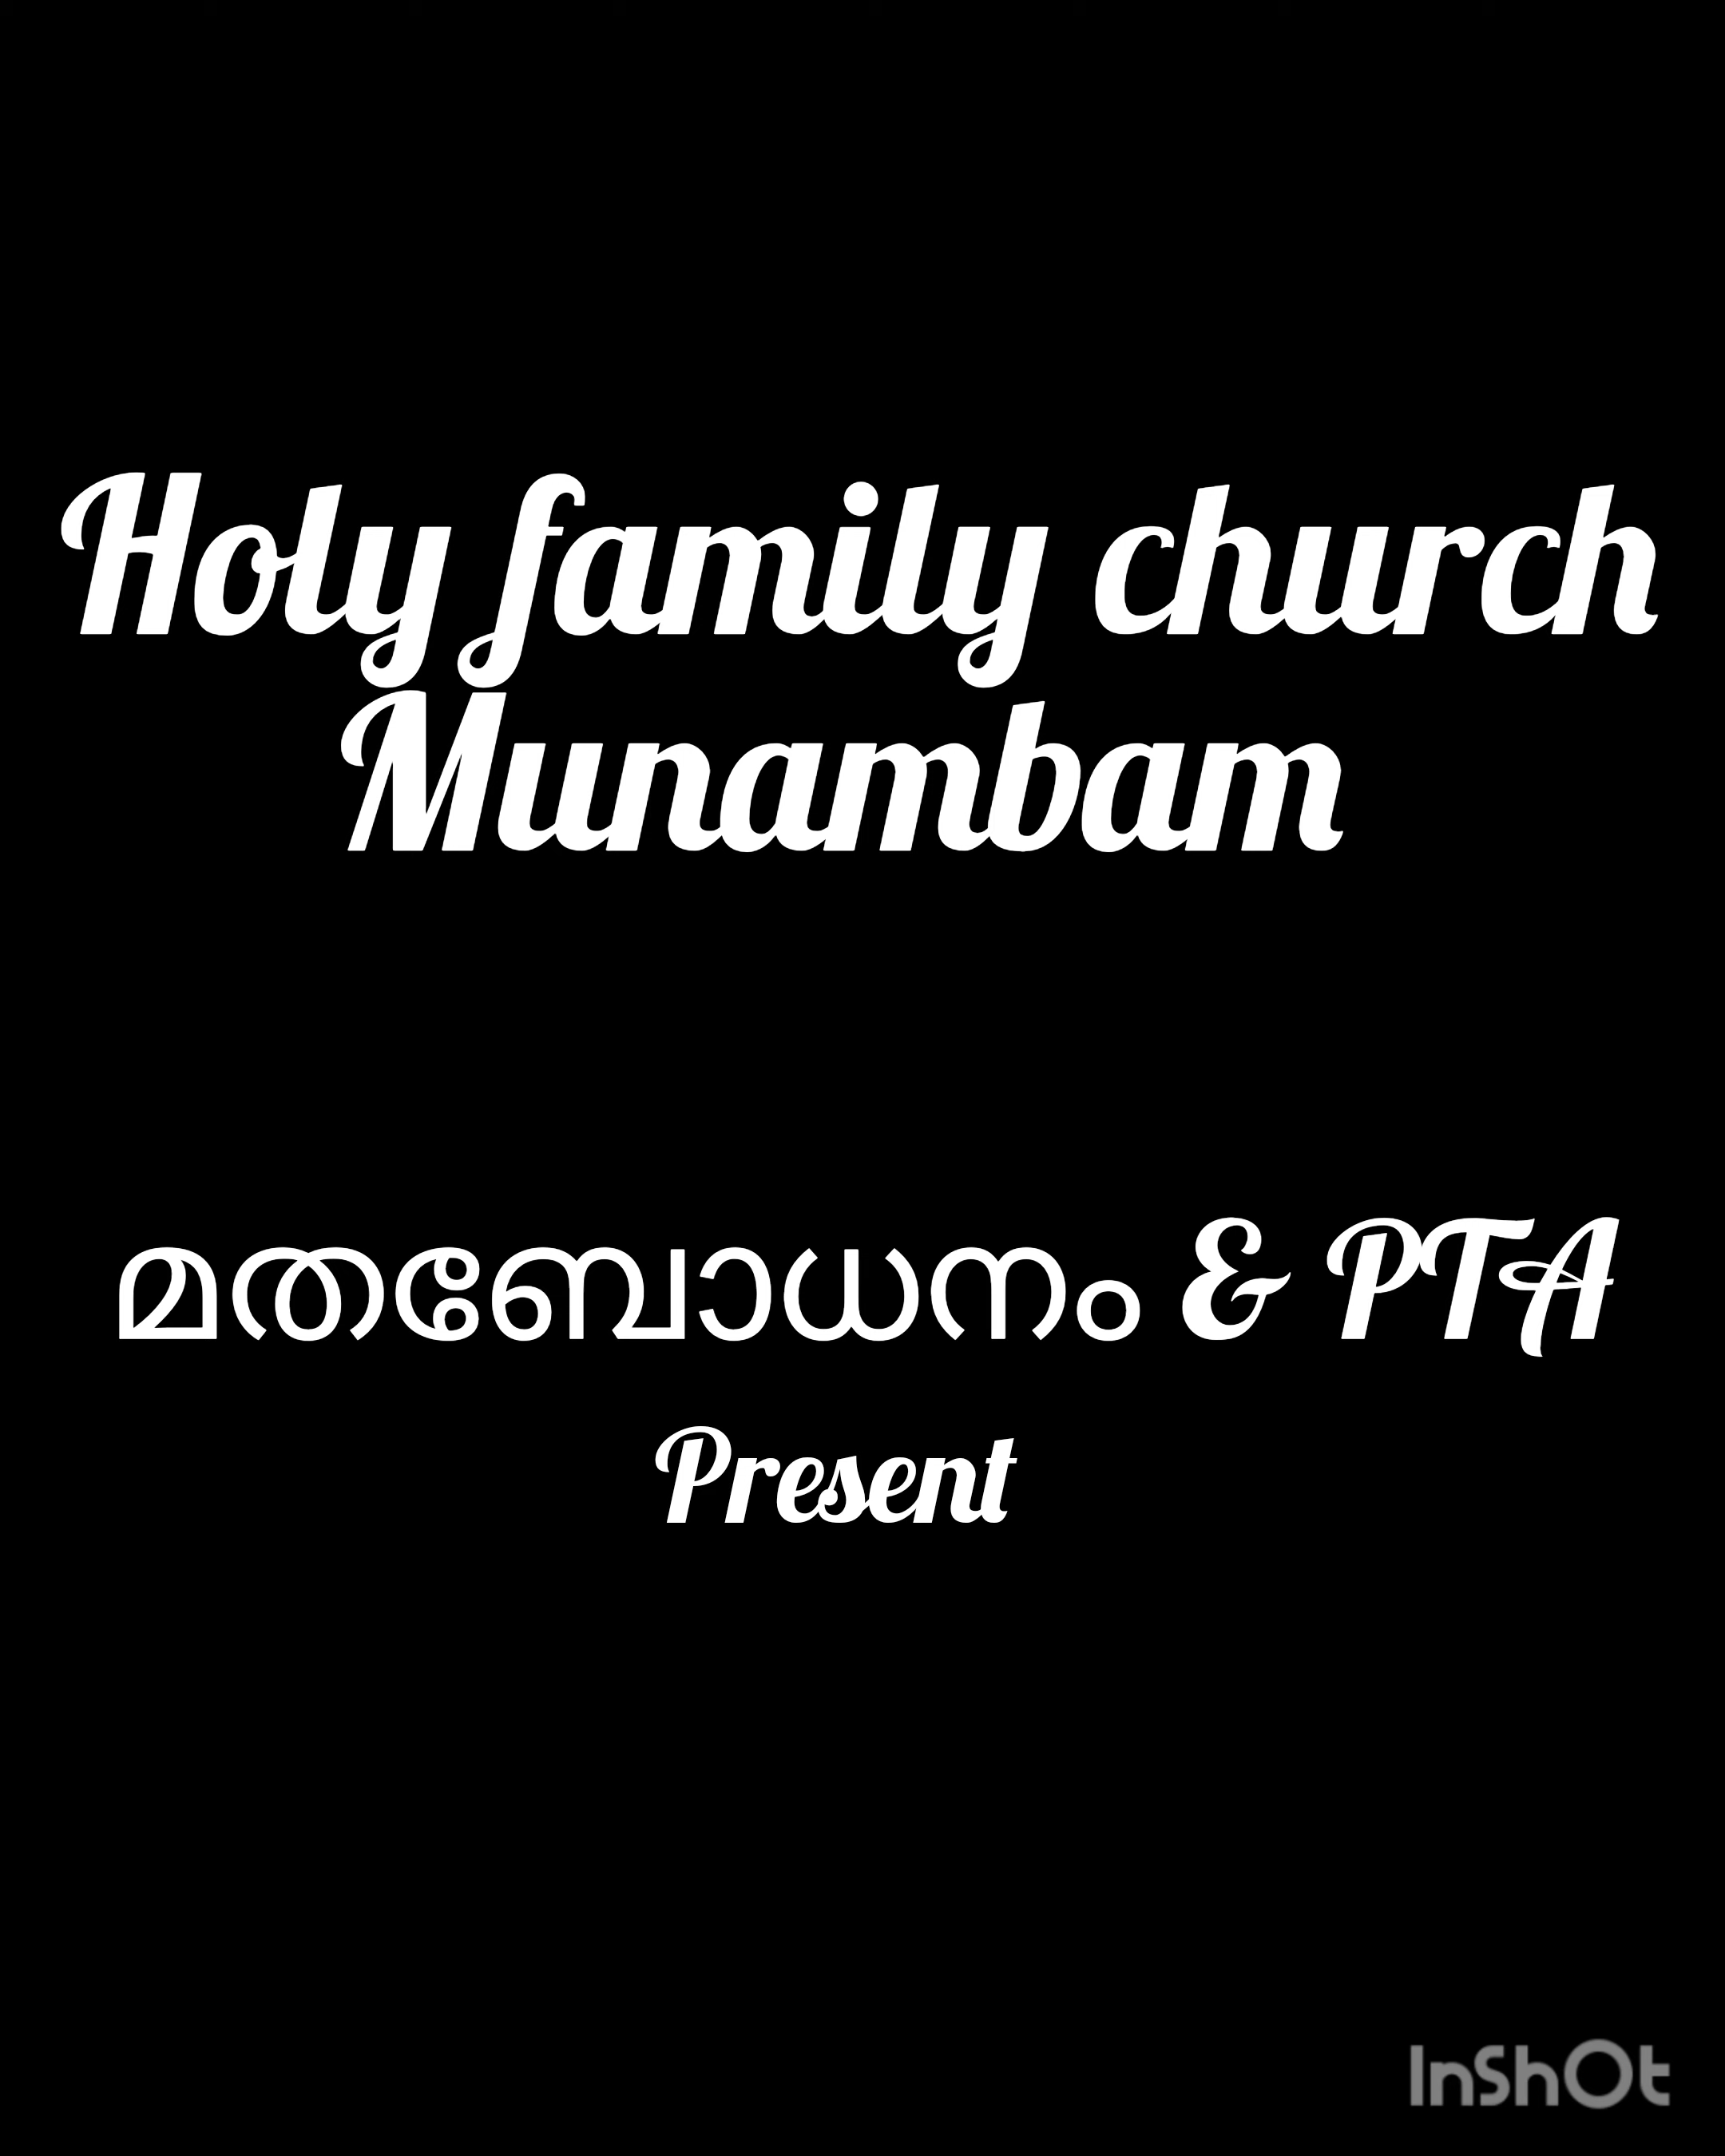 Holy family church
Munambam
മതബോധനം & PTA
Present
InShOt